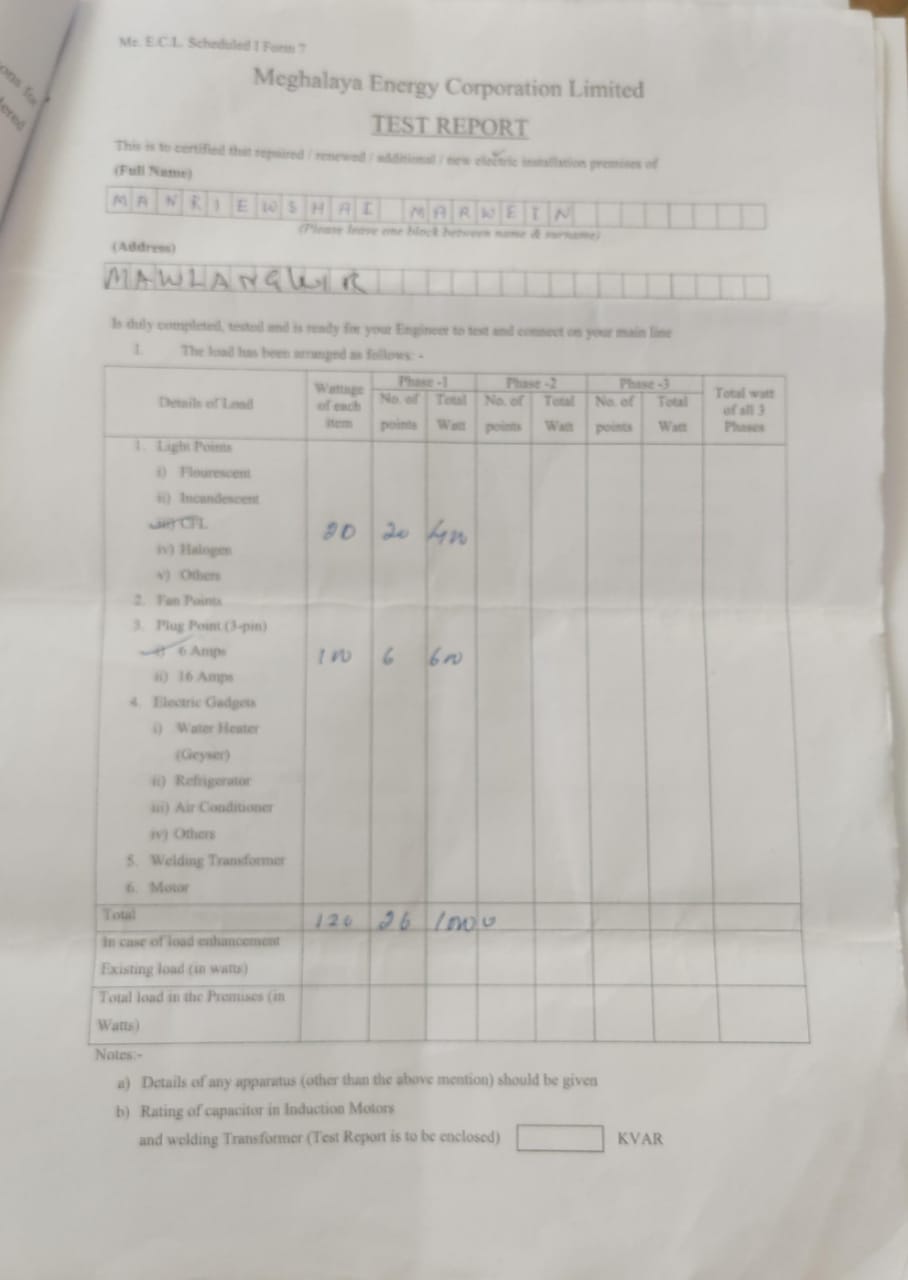 ons for
dered
Me. E.C.L. Scheduled I Form 7
Meghalaya Energy Corporation Limited
TEST REPORT
This is to certified that repaired / renewed / additional / new electric installation premises of
(Full Name)
MANRIEWSHAI MARWEIN
(Please leave one block between name & surname)
(Address)
MAWLANGWIR
Is duly completed, tested and is ready for your Engineer to test and connect on your main line
1. The load has been arranged as follows: -
Details of Load Wattage of each item Phase -1 Phase -2 Phase -3 Total watt of all 3 Phases
No. of points Total Watt No. of points Total Watt No. of points Total Watt
1. Light Points
i) Flourescent
ii) Incandescent
iii) CFL 20 20 400
iv) Halogen
v) Others
2. Fan Points
3. Plug Point (3-pin)
i) 6 Amps 100 6 600
ii) 16 Amps
4. Electric Gadgets
i) Water Heater
(Geyser)
ii) Refrigerator
iii) Air Conditioner
iv) Others
5. Welding Transformer
6. Motor
Total 120 26 1000
In case of load enhancement
Existing load (in watts)
Total load in the Premises (in
Watts)
Notes:-
a) Details of any apparatus (other than the above mention) should be given
b) Rating of capacitor in Induction Motors
and welding Transformer (Test Report is to be enclosed) KVAR